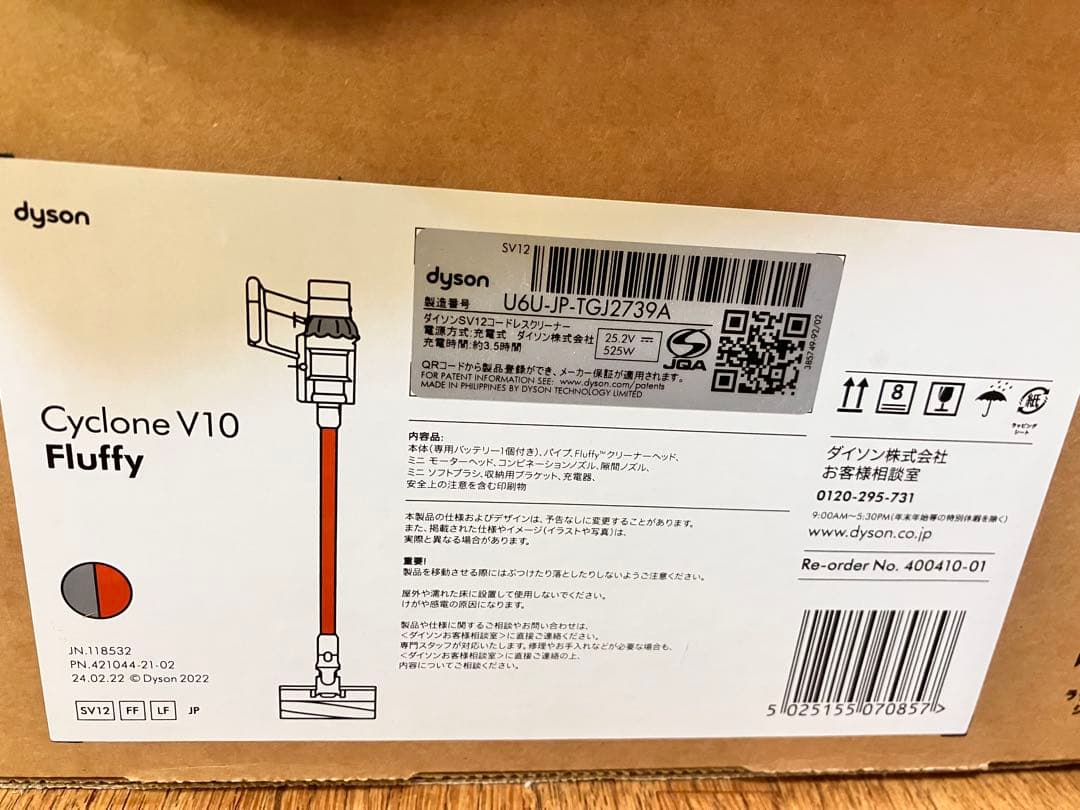 dyson
Cyclone V10
Fluffy
JN.118532
PN.421044-21-02
24.02.22 © Dyson 2022
SV12 FF LF JP
SV12
dyson
製造番号 U6U-JP-TGJ2739A
ダイソンSV12コードレスクリーナー
電源方式:充電式 ダイソン株式会社
充電時間:約3.5時間
25.2V ⎓
525W
JQA
QRコードから製品登録ができ、メーカー保証が適用されます。
FOR PATENT INFORMATION SEE: www.dyson.com/patents
MADE IN PHILIPPINES BY DYSON TECHNOLOGY LIMITED
385749-92/02
内容品:
本体(専用バッテリー1個付き)、パイプ、Fluffy™クリーナーヘッド、
ミニ モーターヘッド、コンビネーションノズル、隙間ノズル、
ミニ ソフトブラシ、収納用ブラケット、充電器、
安全上の注意を含む印刷物
本製品の仕様およびデザインは、予告なしに変更することがあります。
また、掲載された仕様やイメージ(イラストや写真)は、
実際と異なる場合があります。
重要!
製品を移動させる際にはぶつけたり落としたりしないようご注意ください。
屋外や濡れた床に設置して使用しないでください。
けがや感電の原因になります。
製品や仕様に関するご相談やお問い合わせは、
<ダイソンお客様相談室>に直接ご連絡ください。
専門スタッフが対応いたします。修理やお手入れなどが必要な場合も、
<ダイソンお客様相談室>に直接ご連絡の上、
内容についてご相談ください。
8
紙
ラッピング
シート
ダイソン株式会社
お客様相談室
0120-295-731
9:00AM~5:30PM(年末年始等の特別休暇を除く)
www.dyson.co.jp
Re-order No. 400410-01
5 025155 070857 >